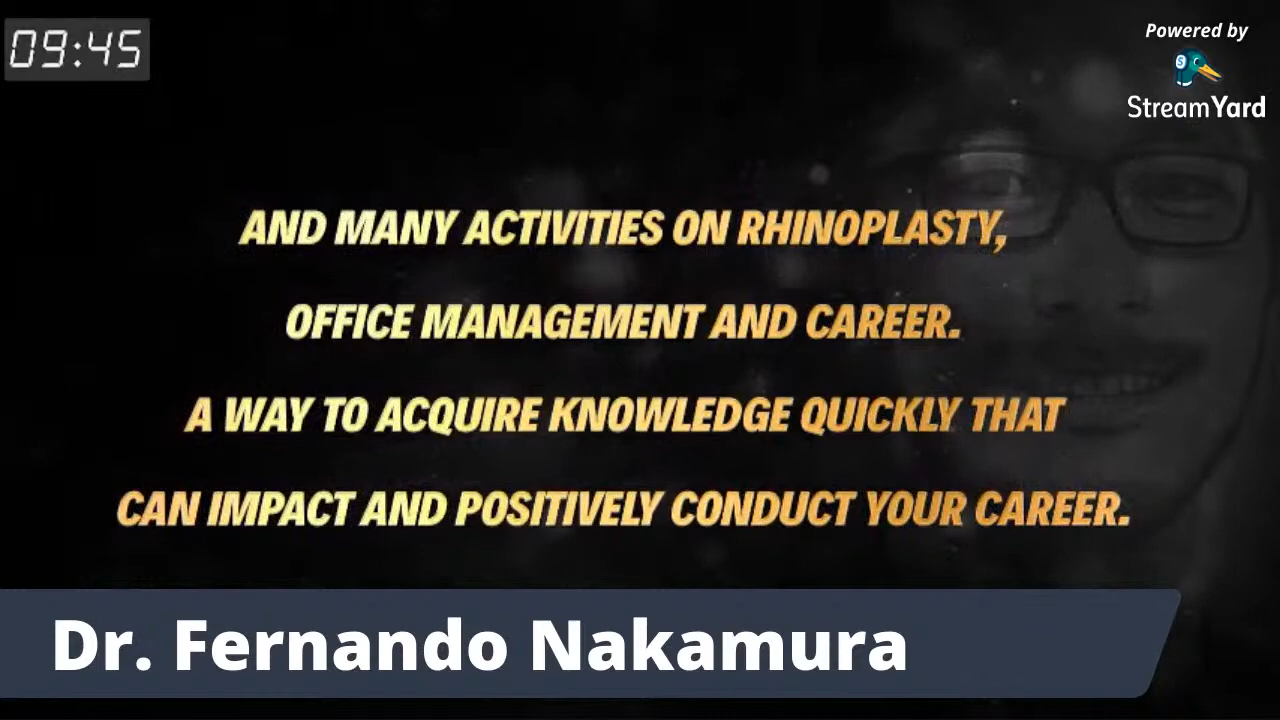 09:45
Powered by
StreamYard
AND MANY ACTIVITIES ON RHINOPLASTY,
OFFICE MANAGEMENT AND CAREER.
A WAY TO ACQUIRE KNOWLEDGE QUICKLY THAT
CAN IMPACT AND POSITIVELY CONDUCT YOUR CAREER.
Dr. Fernando Nakamura